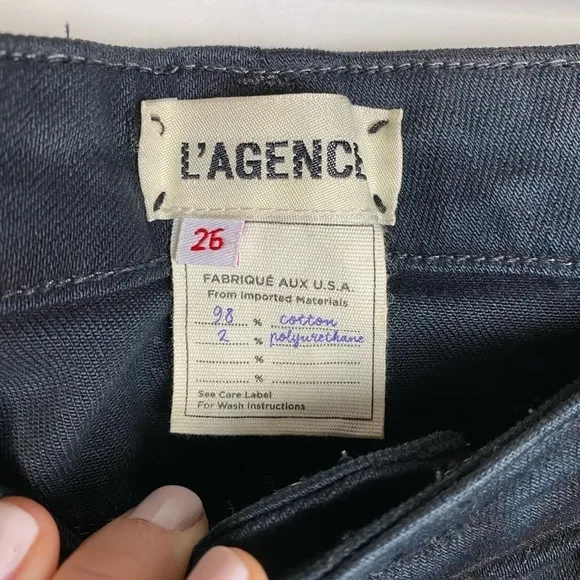 L'AGENCE
26
FABRIQUÉ AUX U.S.A.
From Imported Materials
98 % cotton
2 % polyurethane
%
%
See Care Label
For Wash Instructions